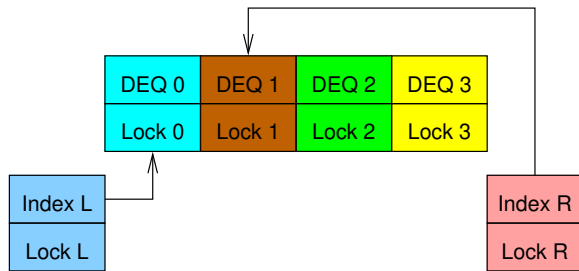 DEQ 0 DEQ 1 DEQ 2 DEQ 3
Lock 0 Lock 1 Lock 2 Lock 3
Index L Index R
Lock L Lock R